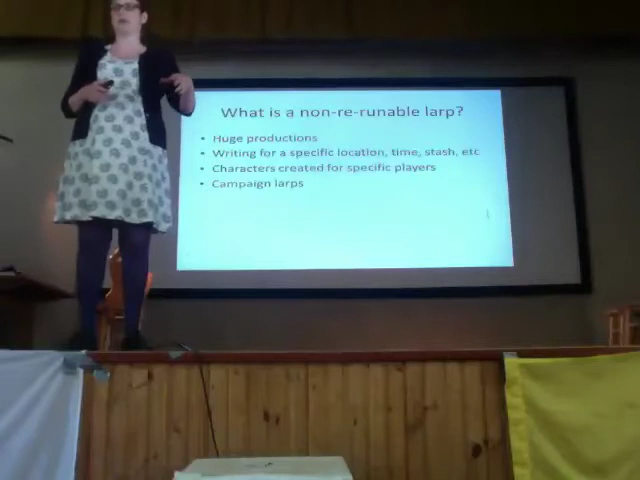 What is a non-re-runable larp?
• Huge productions
• Writing for a specific location, time, stash, etc
• Characters created for specific players
• Campaign larps